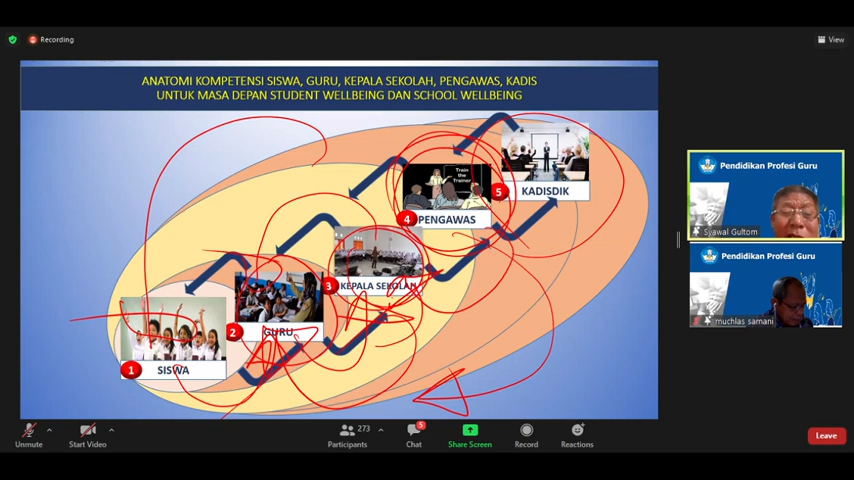 Recording
View
ANATOMI KOMPETENSI SISWA, GURU, KEPALA SEKOLAH, PENGAWAS, KADIS
UNTUK MASA DEPAN STUDENT WELLBEING DAN SCHOOL WELLBEING
Train
the
Trainer
5 KADISDIK
4 PENGAWAS
3 KEPALA SEKOLAH
2 GURU
1 SISWA
Pendidikan Profesi Guru
Syawal Gultom
Pendidikan Profesi Guru
muchlas samani
Unmute
Start Video
Participants
273
Chat
5
Share Screen
Record
Reactions
Leave